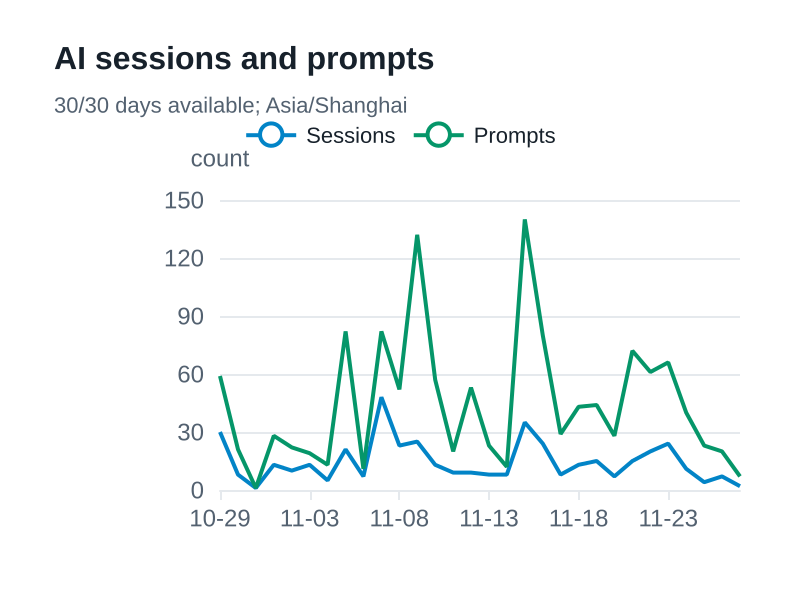 AI sessions and prompts
30/30 days available; Asia/Shanghai
Sessions Prompts
count
150
120
90
60
30
0
10-29 11-03 11-08 11-13 11-18 11-23